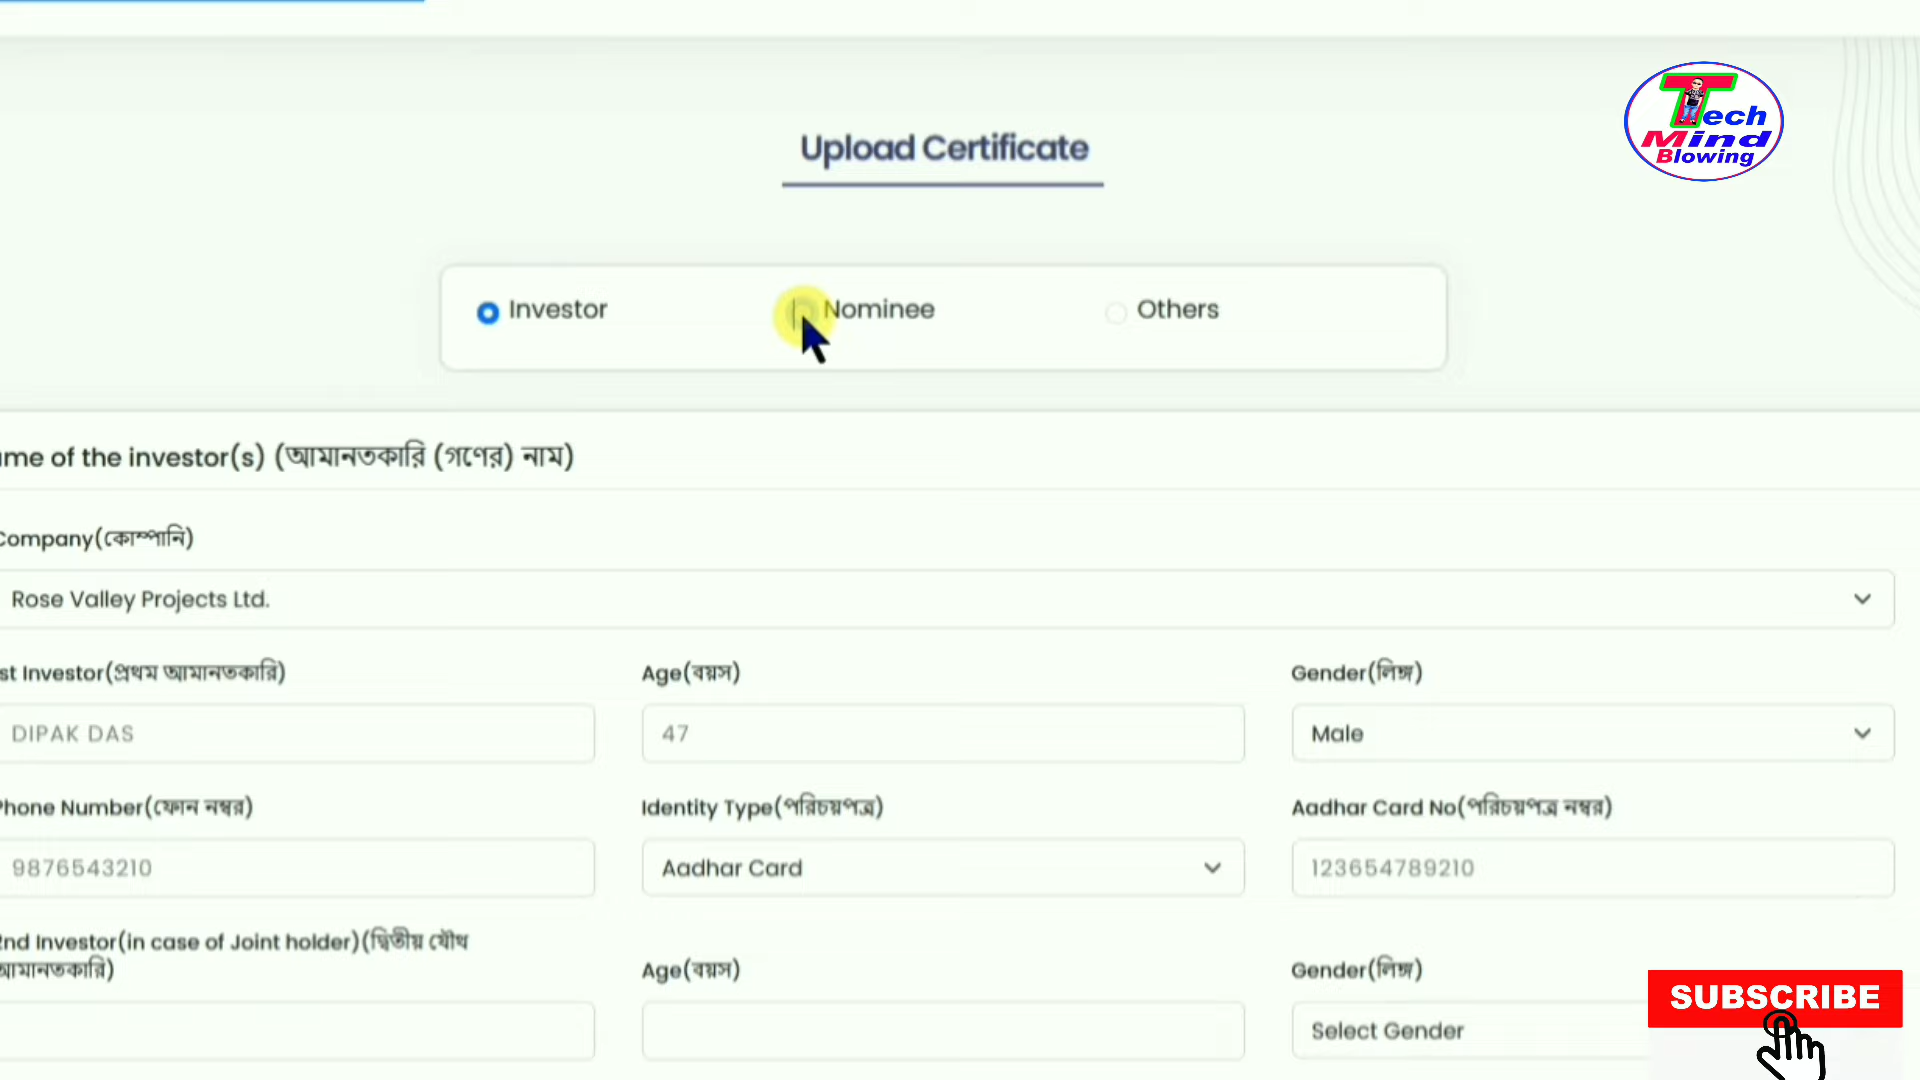 Tech
Mind
Blowing
Upload Certificate
Investor Nominee Others
me of the investor(s) (আমানতকারি (গণের) নাম)
Company(কোম্পানি)
Rose Valley Projects Ltd.
st Investor(প্রথম আমানতকারি) Age(বয়স) Gender(লিঙ্গ)
DIPAK DAS 47 Male
Phone Number(ফোন নম্বর) Identity Type(পরিচয়পত্র) Aadhar Card No(পরিচয়পত্র নম্বর)
9876543210 Aadhar Card 123654789210
2nd Investor(in case of Joint holder)(দ্বিতীয় যৌথ
আমানতকারি) Age(বয়স) Gender(লিঙ্গ)
Select Gender
SUBSCRIBE